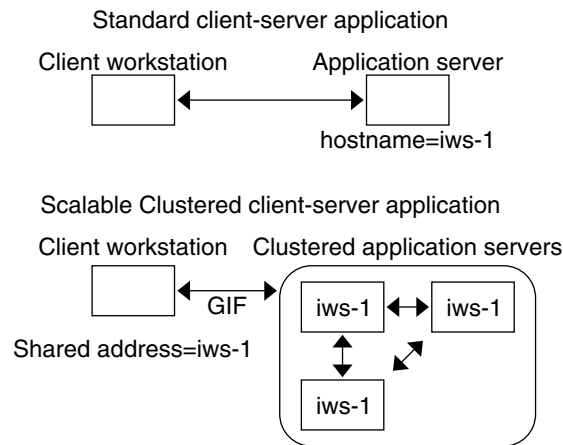 Standard client-server application
Client workstation
Application server
hostname=iws-1
Scalable Clustered client-server application
Client workstation
Clustered application servers
GIF
iws-1
iws-1
Shared address=iws-1
iws-1